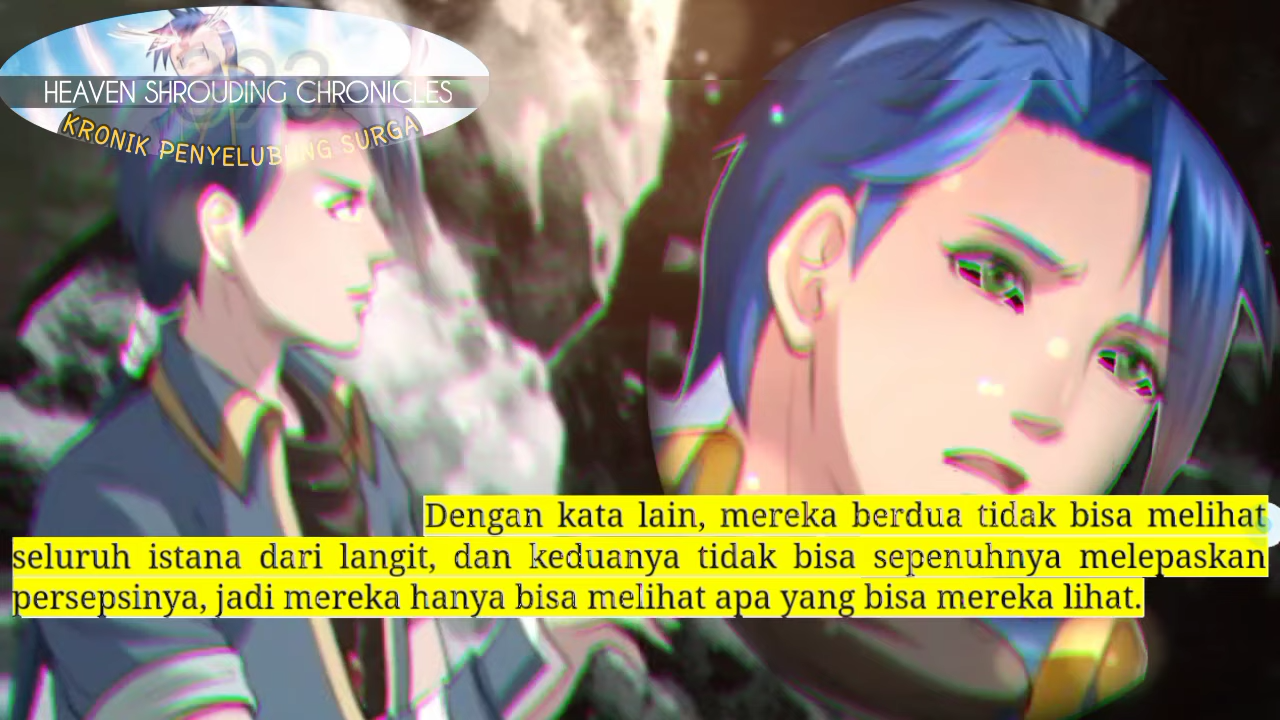 HEAVEN SHROUDING CHRONICLES
KRONIK PENYELUBUNG SURGA
Dengan kata lain, mereka berdua tidak bisa melihat
seluruh istana dari langit, dan keduanya tidak bisa sepenuhnya melepaskan
persepsinya, jadi mereka hanya bisa melihat apa yang bisa mereka lihat.